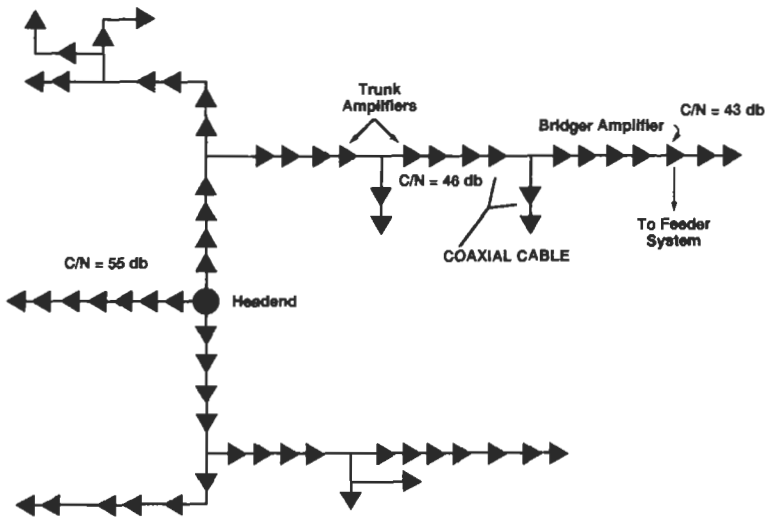 Trunk
Amplifiers
C/N = 43 db
Bridger Amplifier
C/N = 46 db
To Feeder
System
COAXIAL CABLE
C/N = 55 db
Headend